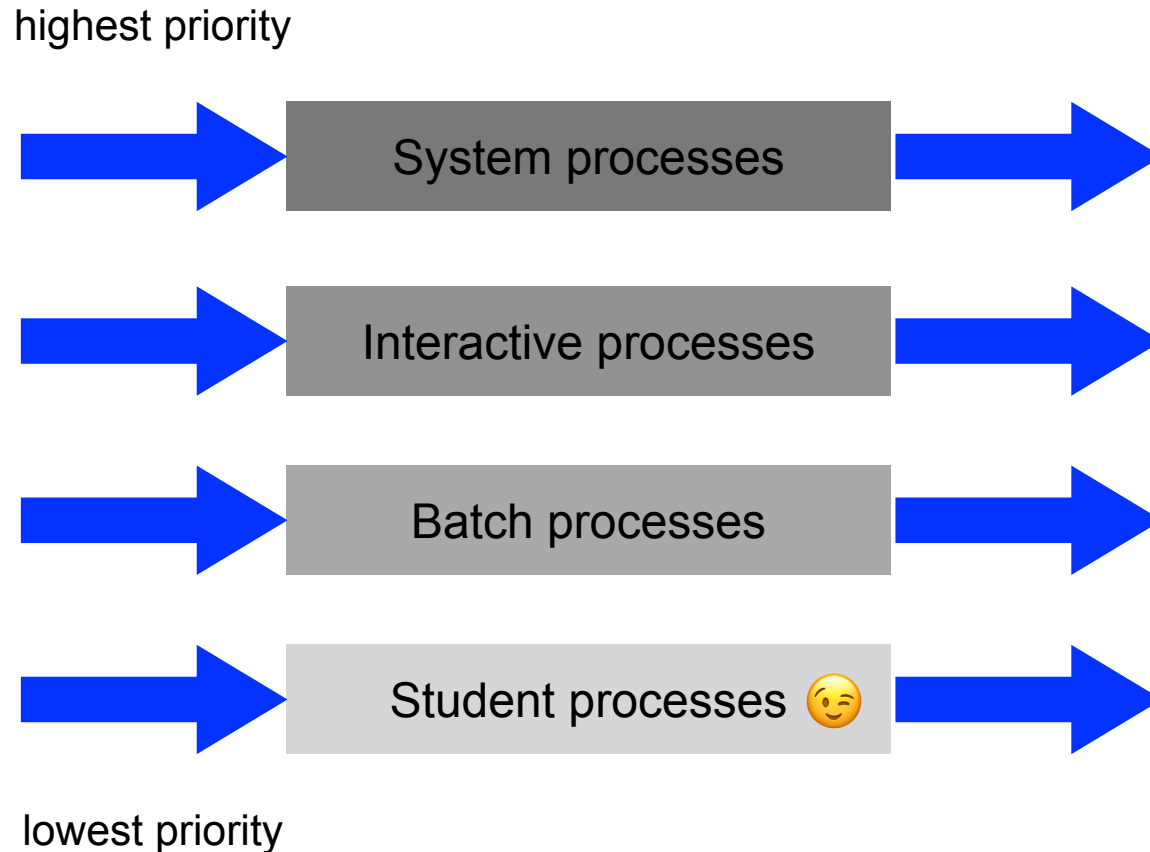 highest priority
System processes
Interactive processes
Batch processes
Student processes 😉
lowest priority